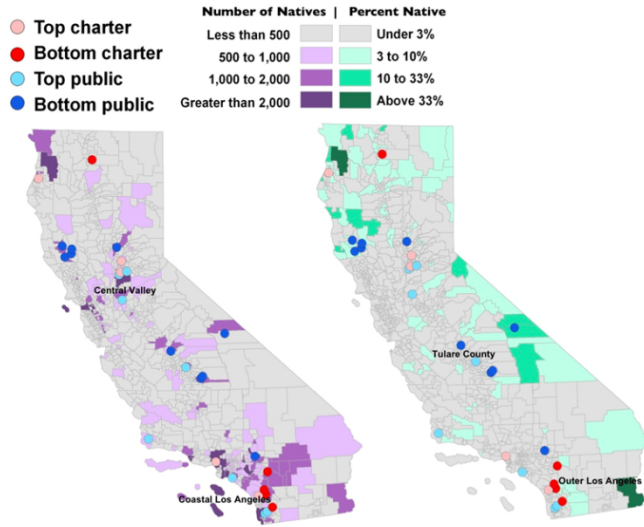 Top charter
Bottom charter
Top public
Bottom public
Number of Natives | Percent Native
Less than 500 Under 3%
500 to 1,000 3 to 10%
1,000 to 2,000 10 to 33%
Greater than 2,000 Above 33%
Central Valley
Coastal Los Angeles
Tulare County
Outer Los Angeles